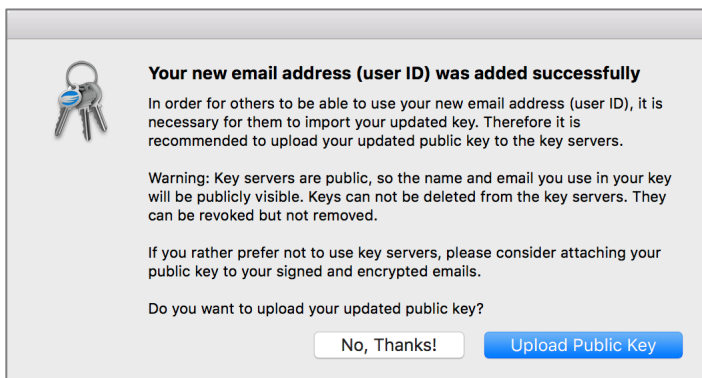 Your new email address (user ID) was added successfully
In order for others to be able to use your new email address (user ID), it is
necessary for them to import your updated key. Therefore it is
recommended to upload your updated public key to the key servers.
Warning: Key servers are public, so the name and email you use in your key
will be publicly visible. Keys can not be deleted from the key servers. They
can be revoked but not removed.
If you rather prefer not to use key servers, please consider attaching your
public key to your signed and encrypted emails.
Do you want to upload your updated public key?
No, Thanks!
Upload Public Key